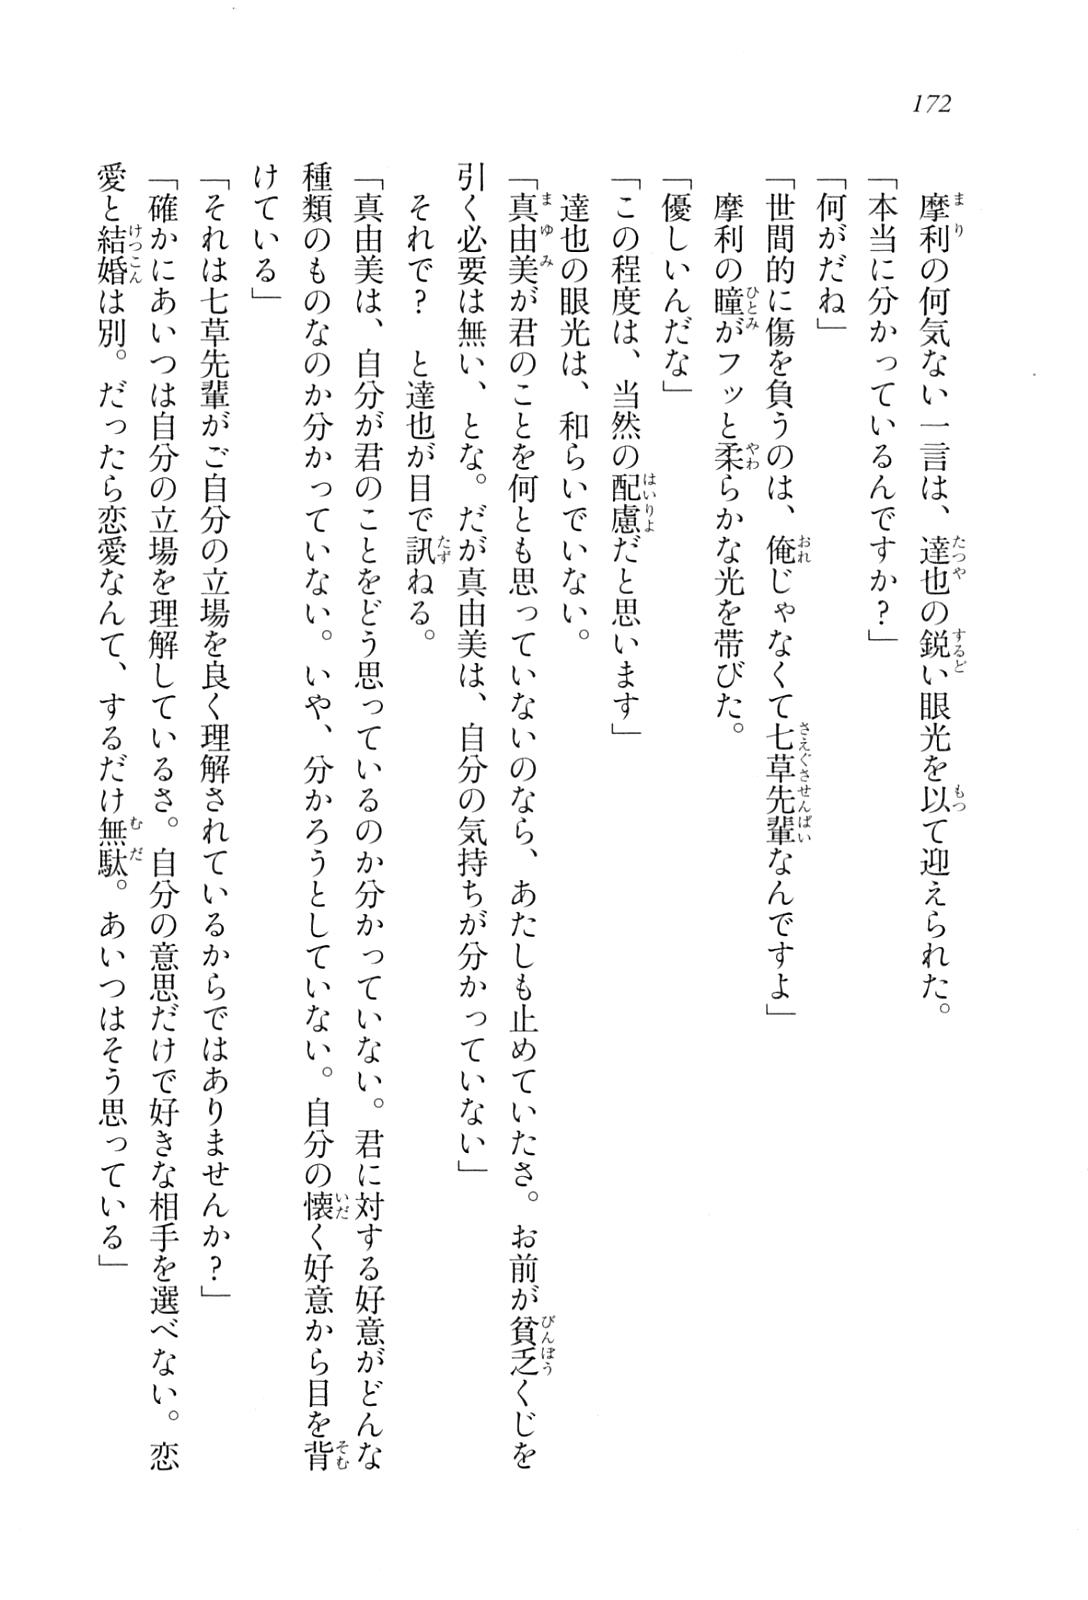 172
摩利の何気ない一言は、達也の鋭い眼光を以て迎えられた。
「本当に分かっているんですか？」
「何がだね」
「世間的に傷を負うのは、俺じゃなくて七草先輩なんですよ」
摩利の瞳がフッと柔らかな光を帯びた。
「優しいんだな」
「この程度は、当然の配慮だと思います」
達也の眼光は、和らいでいない。
「真由美が君のことを何とも思っていないのなら、あたしも止めていたさ。お前が貧乏くじを
引く必要は無い、とな。だが真由美は、自分の気持ちが分かっていない」
それで？　と達也が目で訊ねる。
「真由美は、自分が君のことをどう思っているのか分かっていない。君に対する好意がどんな
種類のものなのか分かっていない。いや、分かろうとしていない。自分の懐く好意から目を背
けている」
「それは七草先輩がご自分の立場を良く理解されているからではありませんか？」
「確かにあいつは自分の立場を理解しているさ。自分の意思だけで好きな相手を選べない。恋
愛と結婚は別。だったら恋愛なんて、するだけ無駄。あいつはそう思っている」